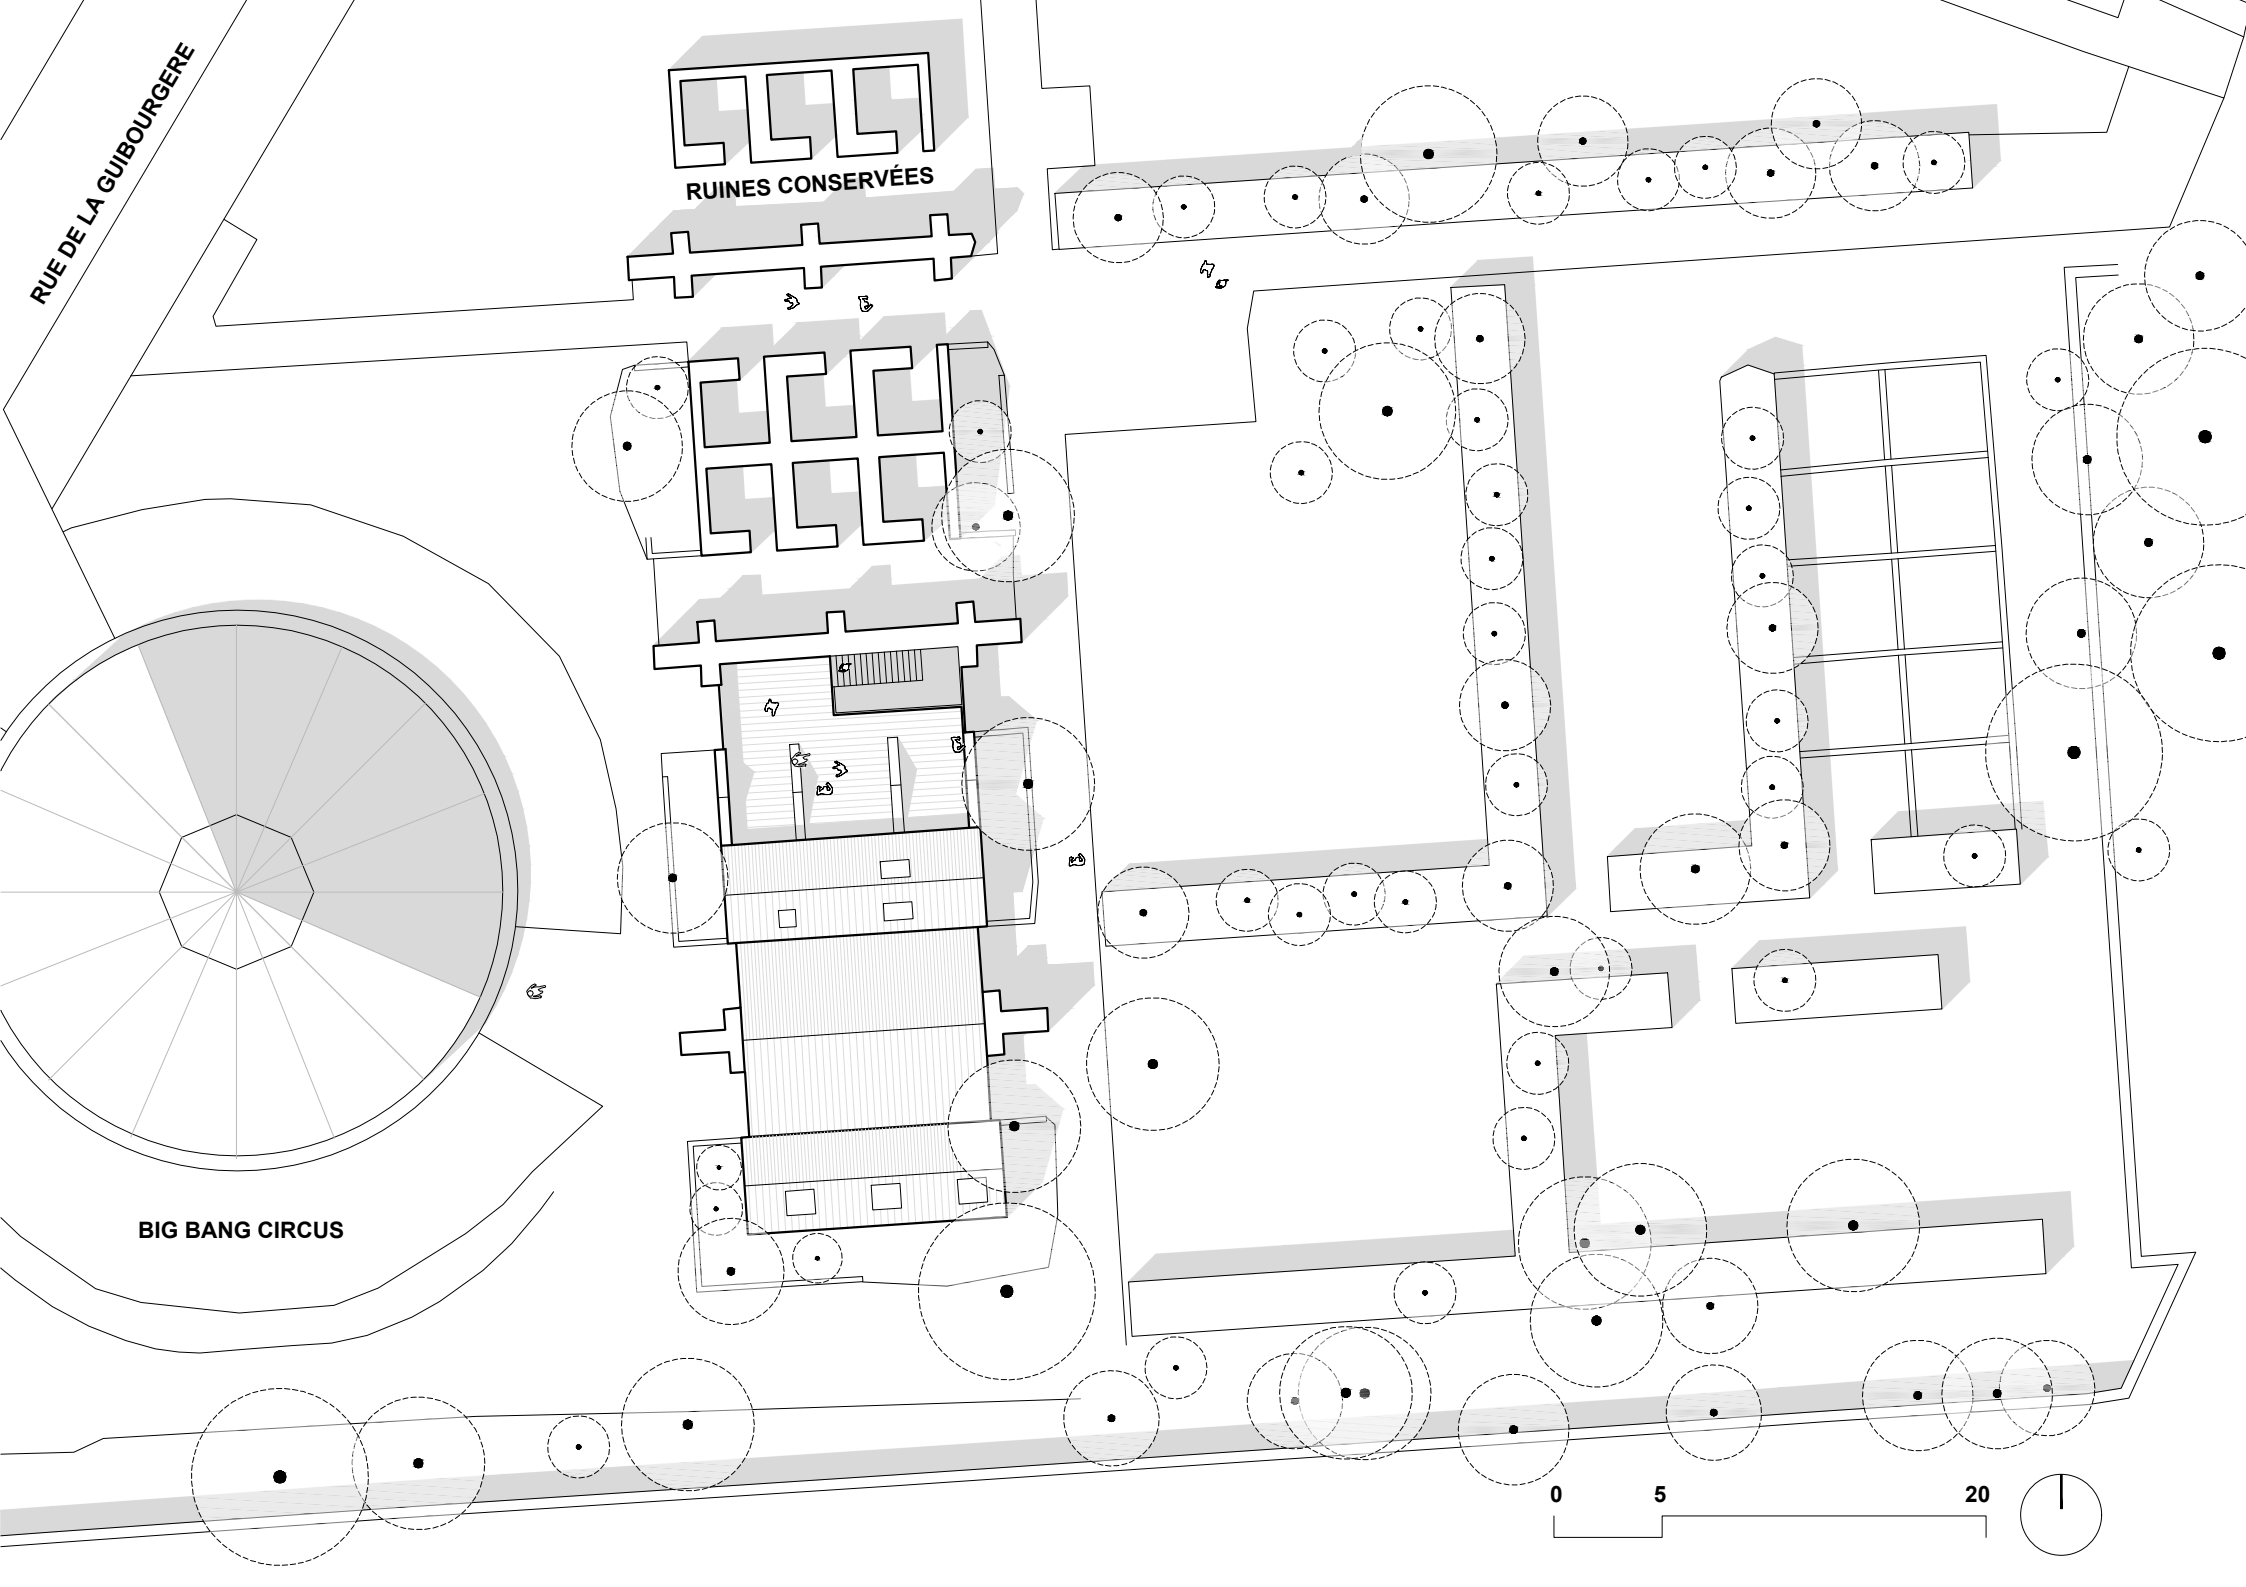 RUE DE LA GUIBOURGERE
RUINES CONSERVÉES
BIG BANG CIRCUS
0 5 20